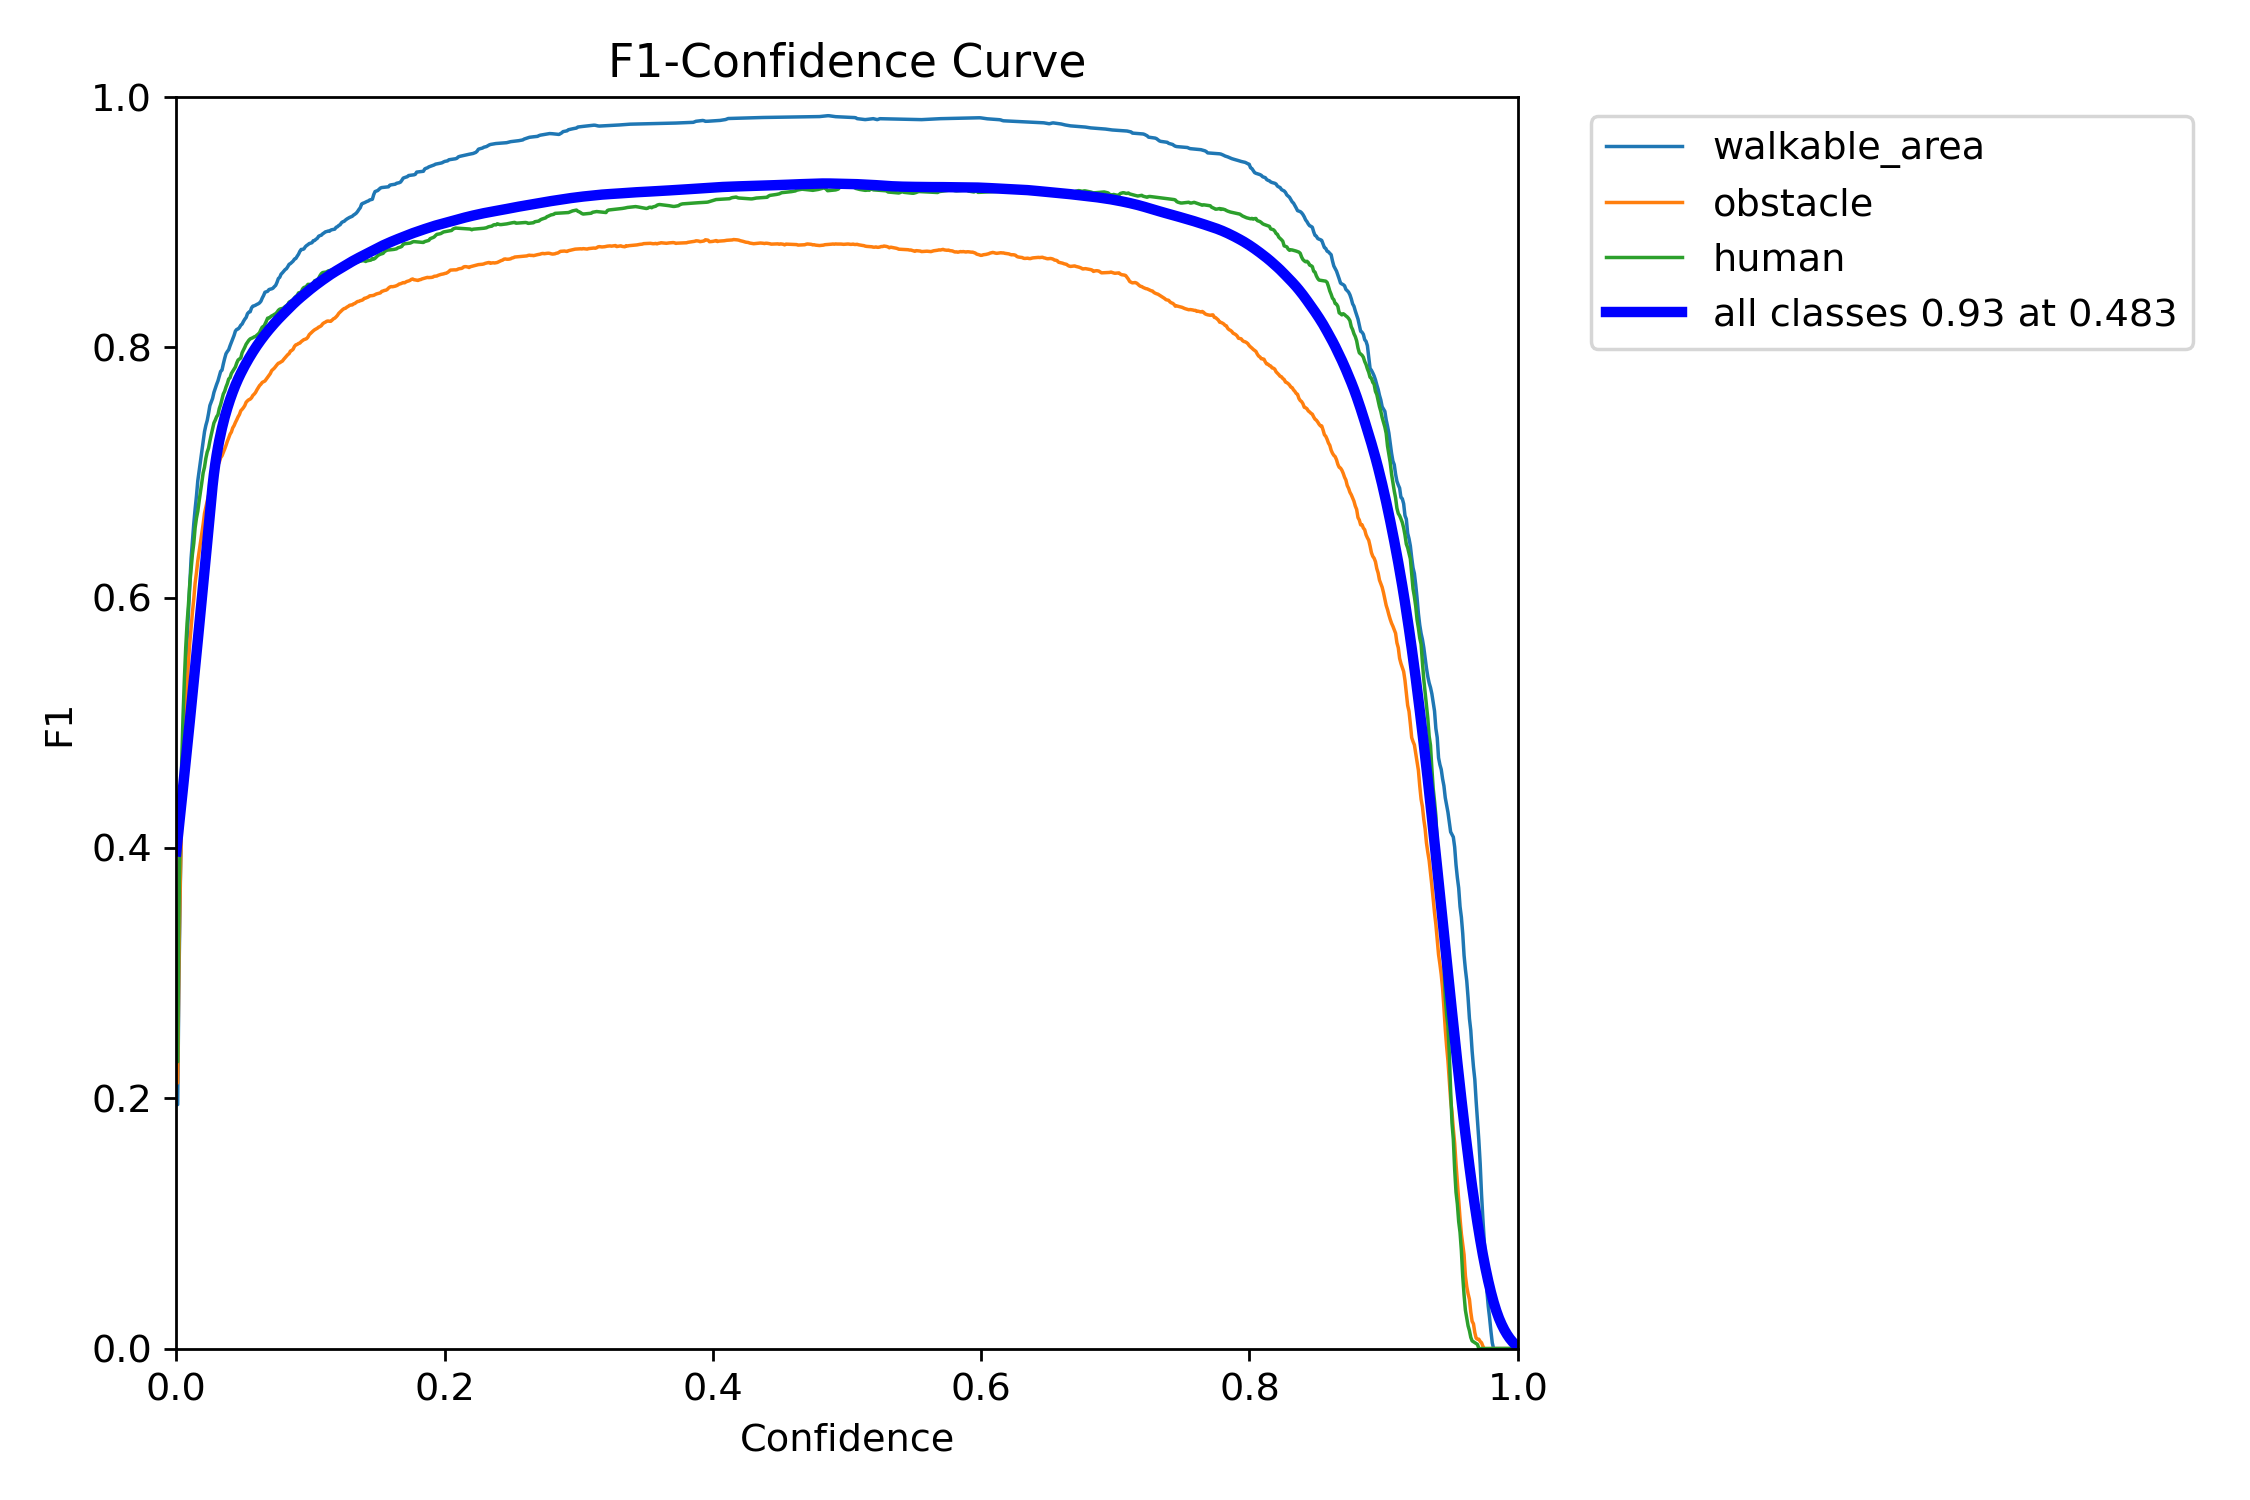 F1-Confidence Curve
1.0
0.8
0.6
0.4
0.2
0.0
F1
0.0 0.2 0.4 0.6 0.8 1.0
Confidence
walkable_area
obstacle
human
all classes 0.93 at 0.483